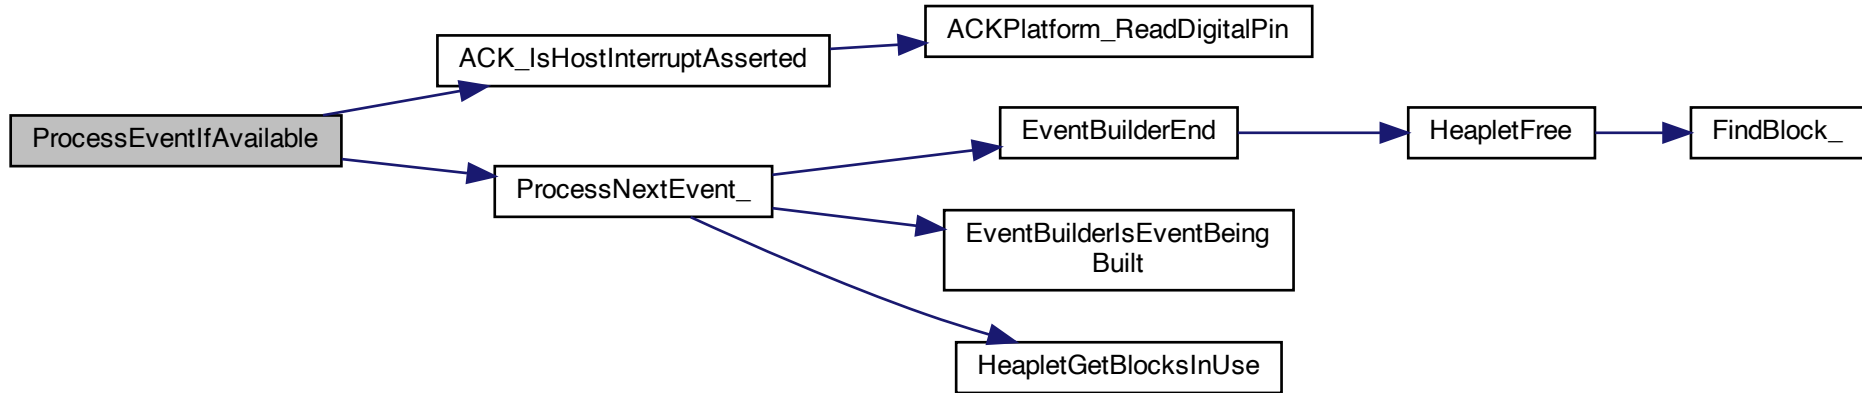 ProcessEventIfAvailable
ACK_IsHostInterruptAsserted
ACKPlatform_ReadDigitalPin
ProcessNextEvent_
EventBuilderEnd
HeapletFree
FindBlock_
EventBuilderIsEventBeing
Built
HeapletGetBlocksInUse